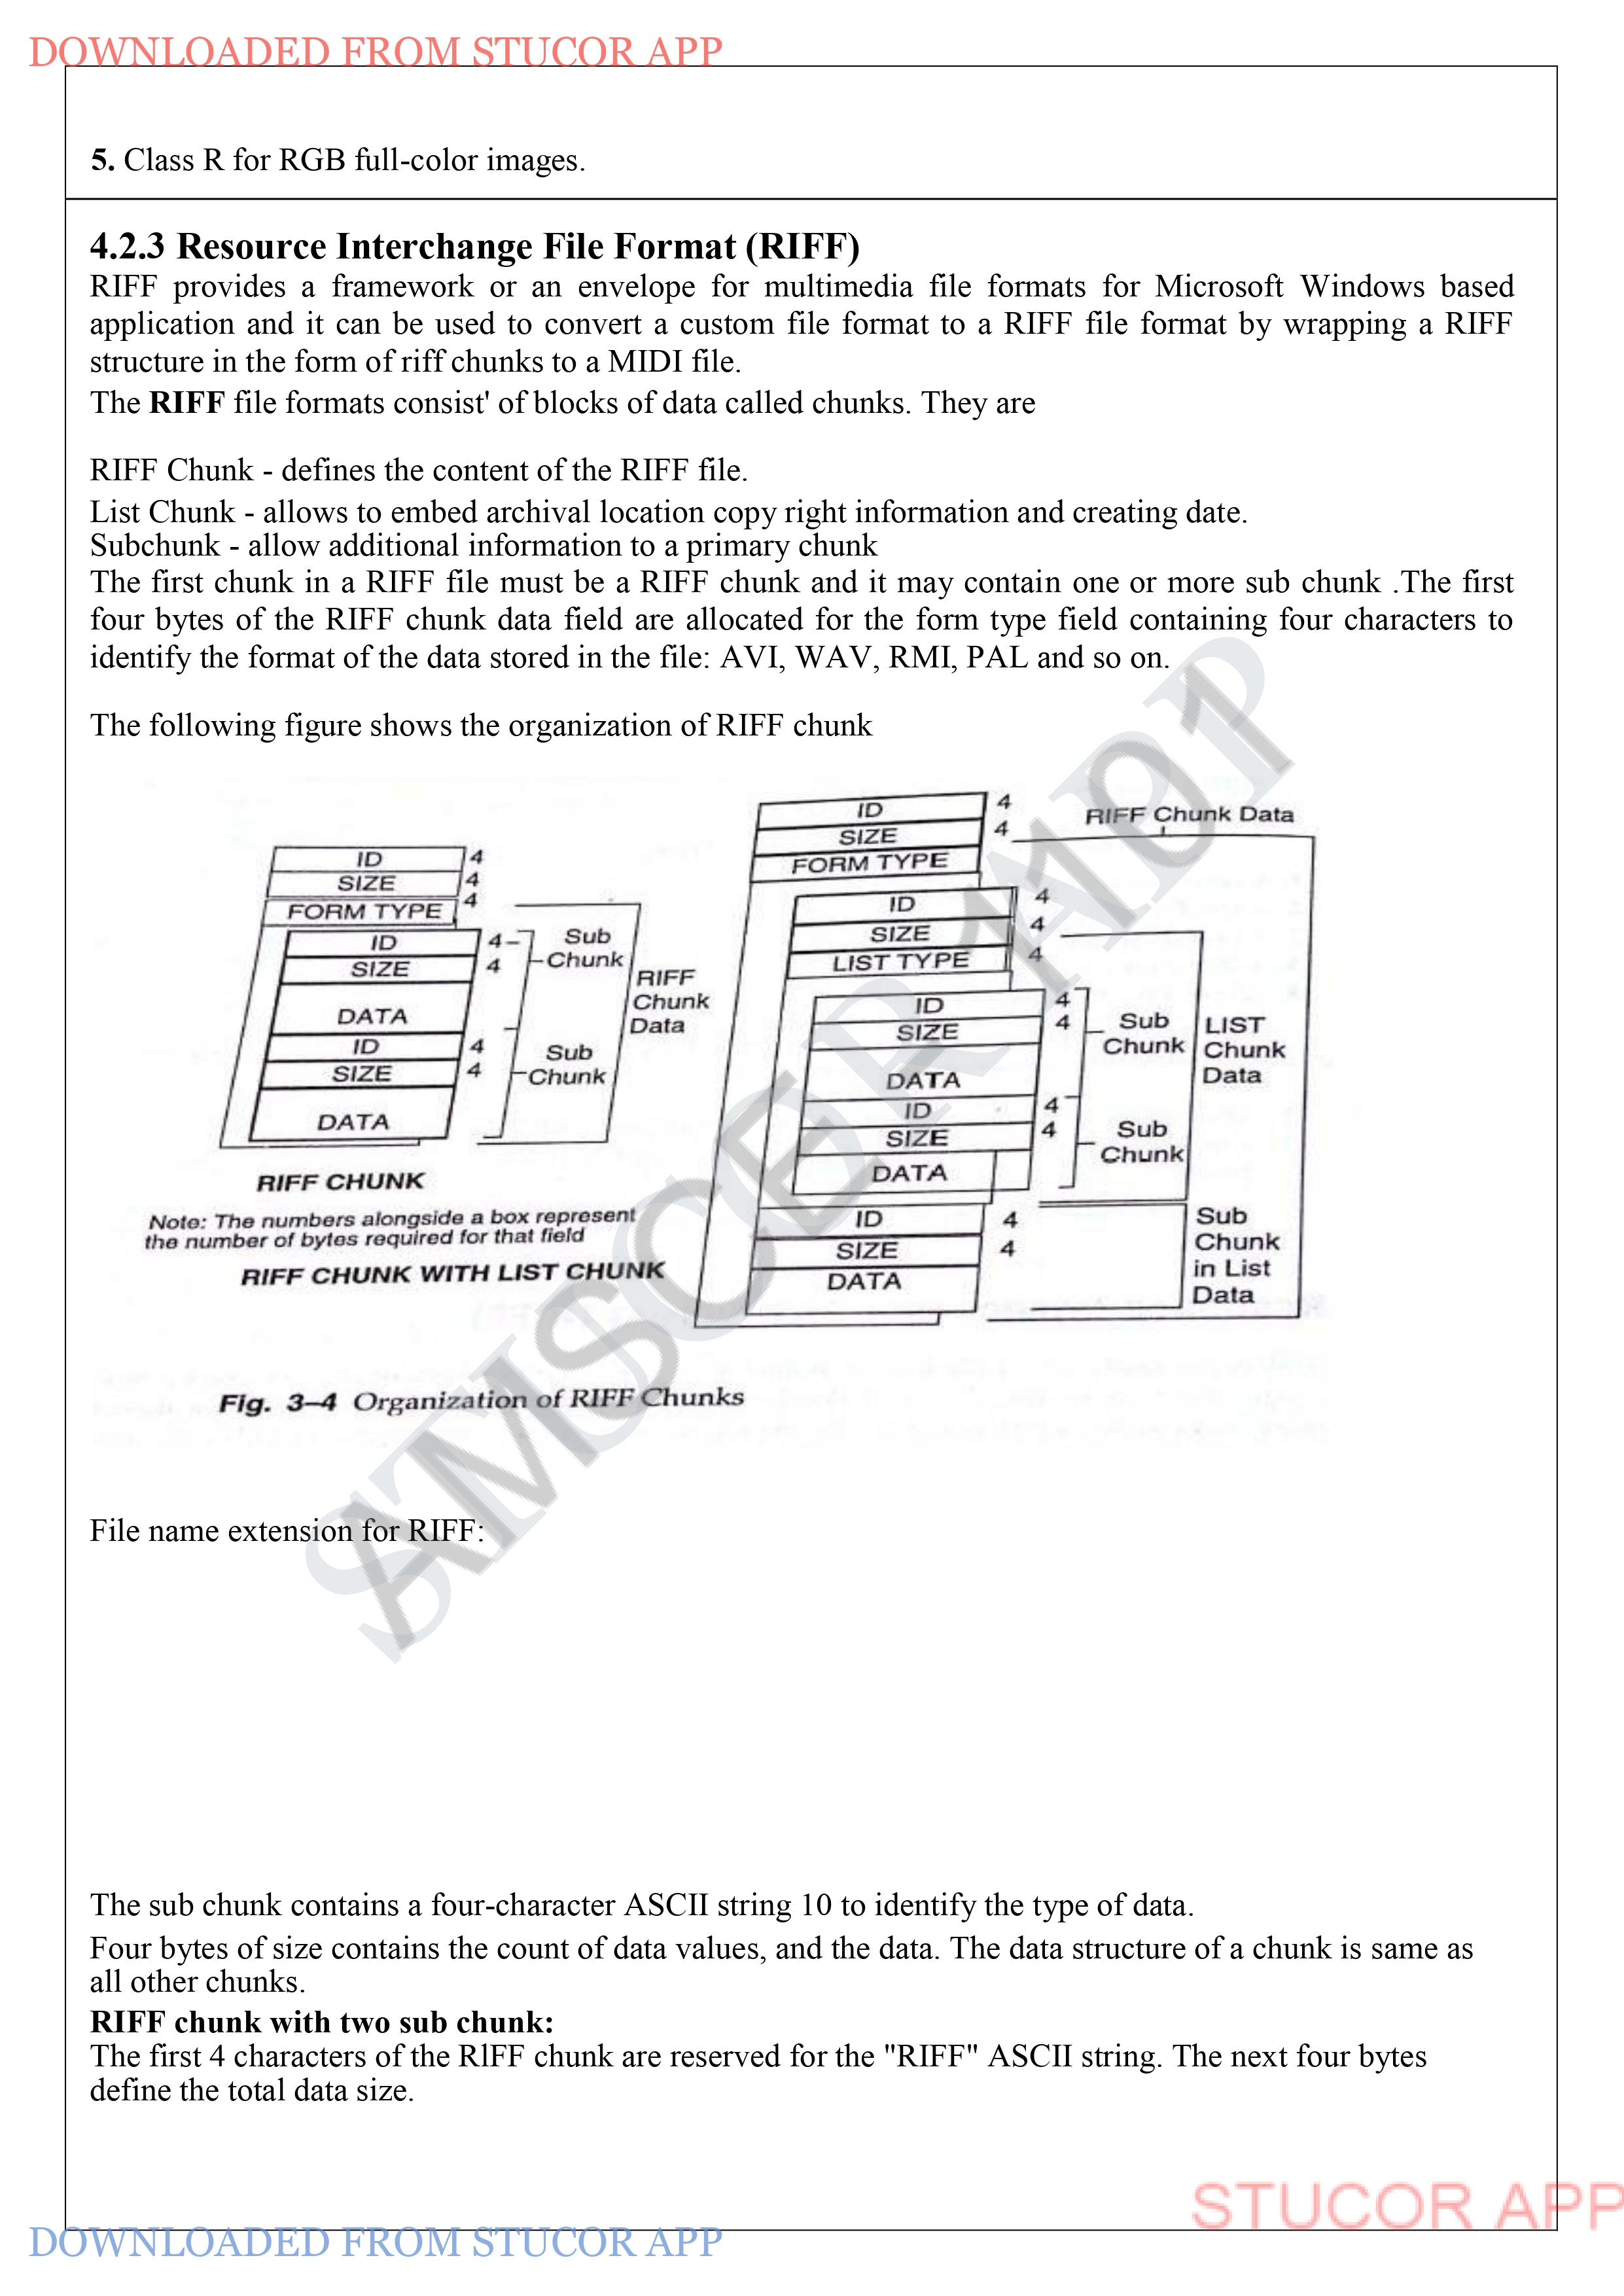 DOWNLOADED FROM STUCOR APP
5. Class R for RGB full-color images.
4.2.3 Resource Interchange File Format (RIFF)
RIFF provides a framework or an envelope for multimedia file formats for Microsoft Windows based
application and it can be used to convert a custom file format to a RIFF file format by wrapping a RIFF
structure in the form of riff chunks to a MIDI file.
The RIFF file formats consist' of blocks of data called chunks. They are
RIFF Chunk - defines the content of the RIFF file.
List Chunk - allows to embed archival location copy right information and creating date.
Subchunk - allow additional information to a primary chunk
The first chunk in a RIFF file must be a RIFF chunk and it may contain one or more sub chunk .The first
four bytes of the RIFF chunk data field are allocated for the form type field containing four characters to
identify the format of the data stored in the file: AVI, WAV, RMI, PAL and so on.
The following figure shows the organization of RIFF chunk
ID 4
SIZE 4
FORM TYPE 4
ID 4
SIZE 4
DATA
Sub
Chunk
ID 4
SIZE 4
DATA
Sub
Chunk
RIFF
Chunk
Data
RIFF CHUNK
Note: The numbers alongside a box represent
the number of bytes required for that field
RIFF CHUNK WITH LIST CHUNK
ID 4
SIZE 4
FORM TYPE
RIFF Chunk Data
ID 4
SIZE 4
LIST TYPE 4
ID 4
SIZE 4
DATA
Sub
Chunk
ID 4
SIZE 4
DATA
Sub
Chunk
LIST
Chunk
Data
ID 4
SIZE 4
DATA
Sub
Chunk
in List
Data
Fig. 3–4 Organization of RIFF Chunks
STUCOR APP
AMSCE 1101
File name extension for RIFF:
The sub chunk contains a four-character ASCII string 10 to identify the type of data.
Four bytes of size contains the count of data values, and the data. The data structure of a chunk is same as
all other chunks.
RIFF chunk with two sub chunk:
The first 4 characters of the RlFF chunk are reserved for the "RIFF" ASCII string. The next four bytes
define the total data size.
STUCOR APP
DOWNLOADED FROM STUCOR APP